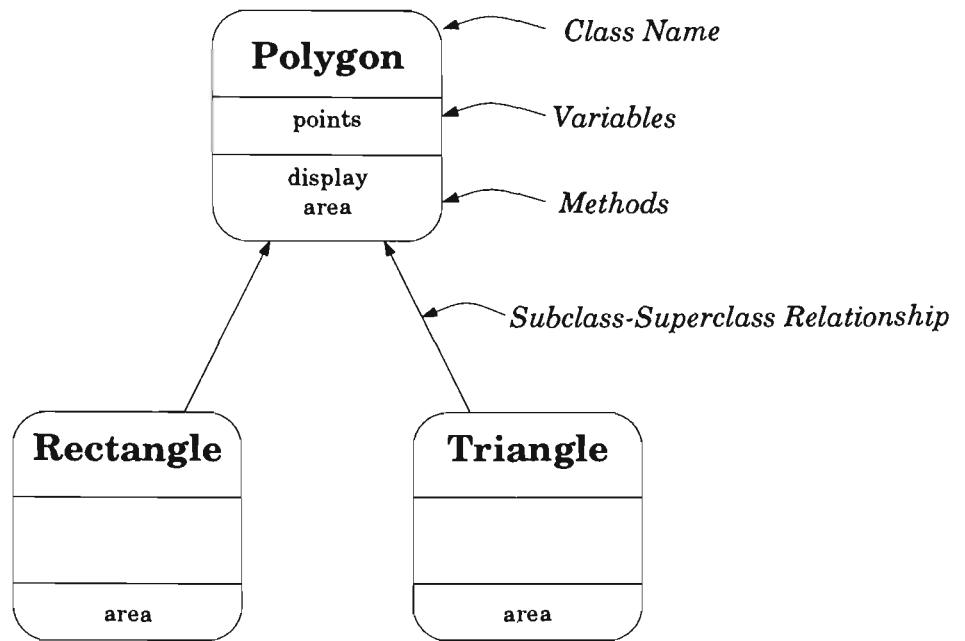 Polygon
Class Name
points
Variables
display
area
Methods
Subclass-Superclass Relationship
Rectangle
Triangle
area
area